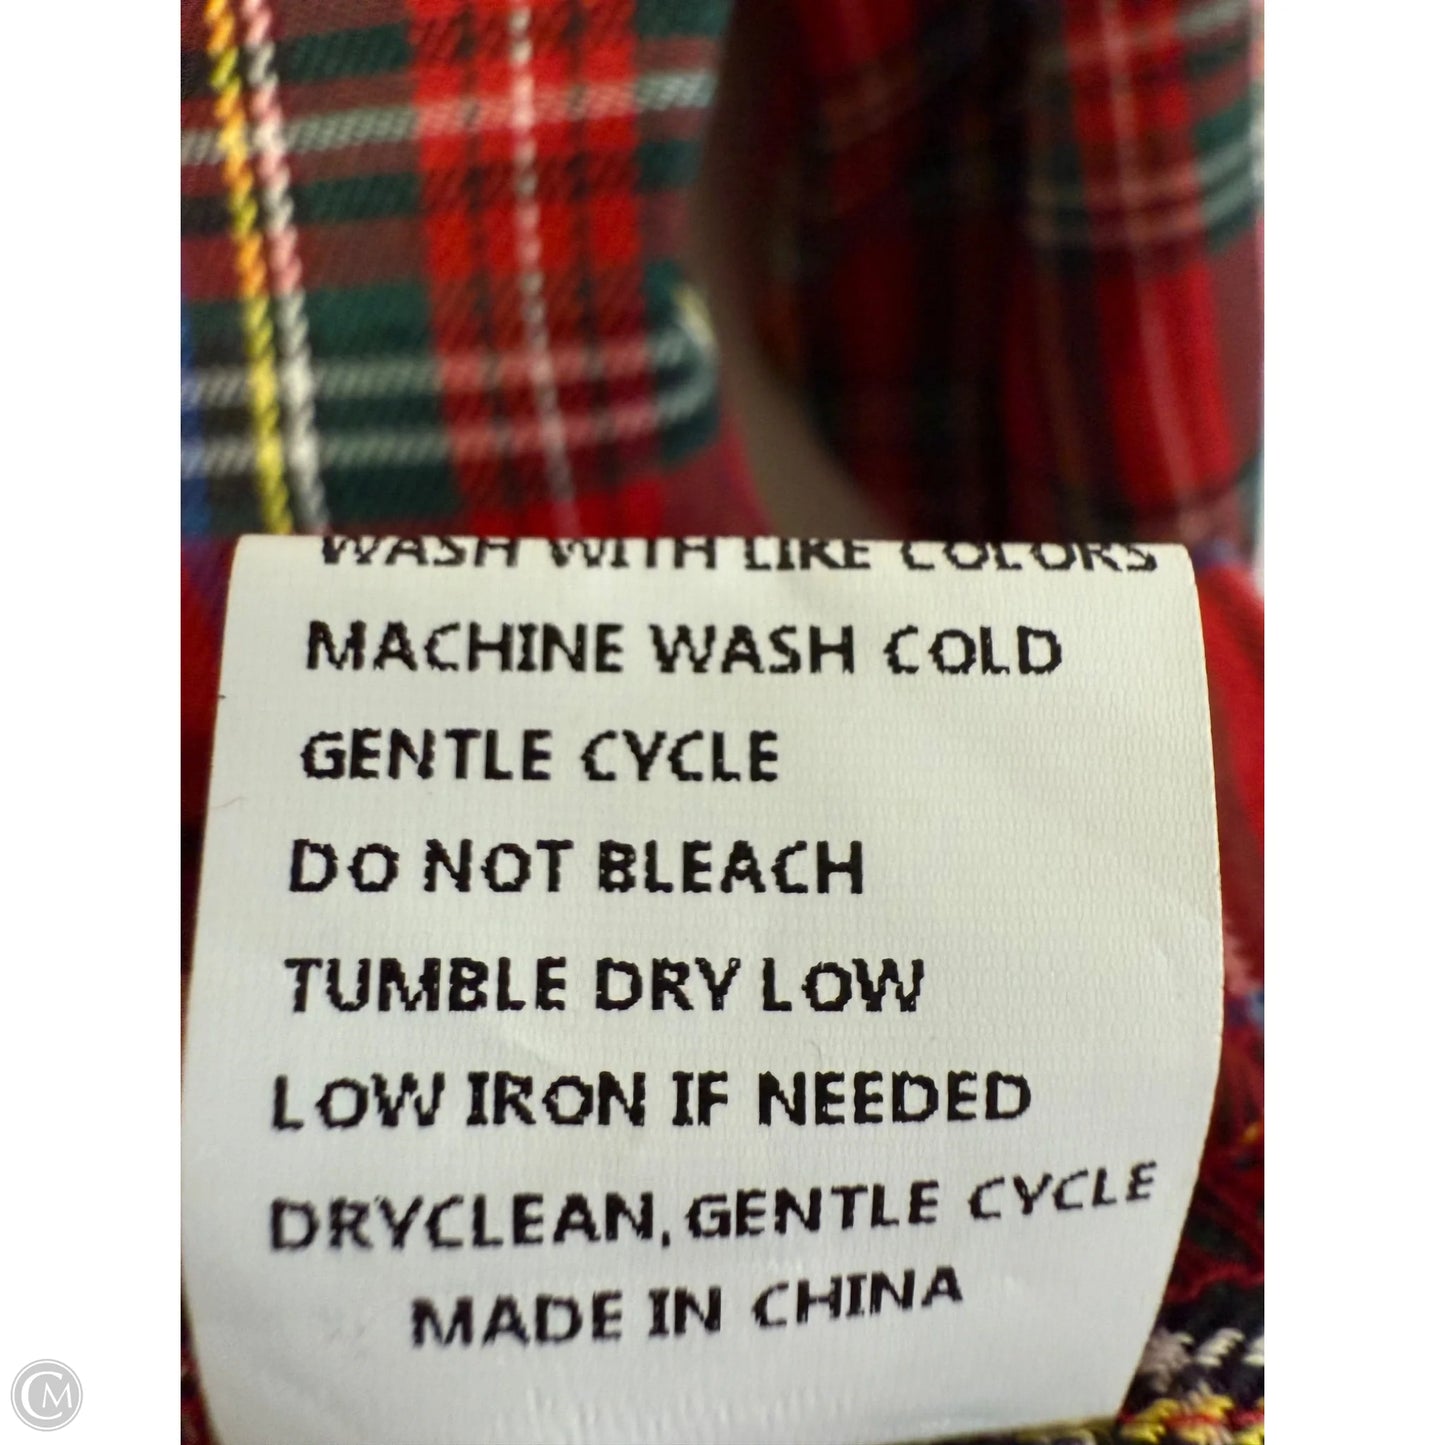 WASH WITH LIKE COLORS
MACHINE WASH COLD
GENTLE CYCLE
DO NOT BLEACH
TUMBLE DRY LOW
LOW IRON IF NEEDED
DRYCLEAN, GENTLE CYCLE
MADE IN CHINA
CM